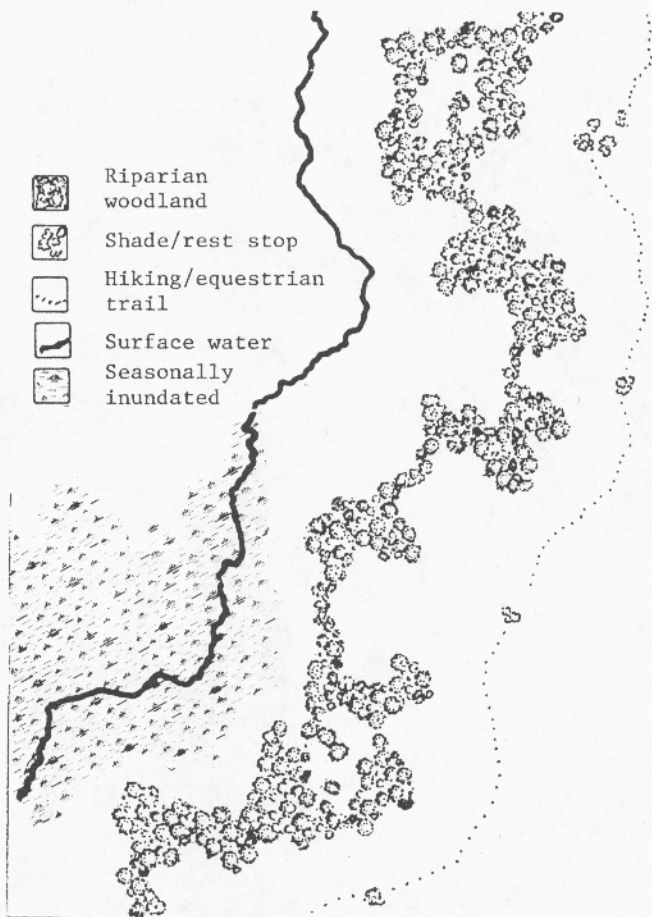 Riparian
woodland
Shade/rest stop
Hiking/equestrian
trail
Surface water
Seasonally
inundated